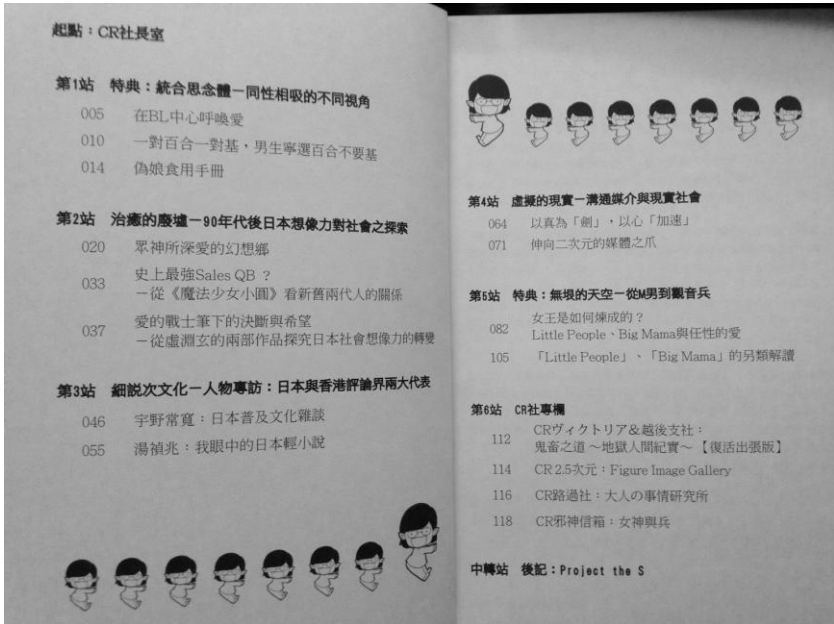 起點：CR社長室
第1站 特典：統合思念體－同性相吸的不同視角
005 在BL中心呼喚愛
010 一對百合一對基，男生寧選百合不要基
014 偽娘食用手冊
第2站 治癒的廢墟－90年代後日本想像力對社會之探索
020 眾神所深愛的幻想鄉
033 史上最強Sales QB ？
－從《魔法少女小圓》看新舊兩代人的關係
037 愛的戰士筆下的決斷與希望
－從虛淵玄的兩部作品探究日本社會想像力的轉變
第3站 細説次文化－人物專訪：日本與香港評論界兩大代表
046 宇野常寬：日本普及文化雜談
055 湯禎兆：我眼中的日本輕小說
第4站 虛擬的現實－溝通媒介與現實社會
064 以真為「劍」，以心「加速」
071 伸向二次元的媒體之爪
第5站 特典：無垠的天空－從M男到觀音兵
082 女王是如何煉成的？
Little People、Big Mama與任性的愛
105 「Little People」、「Big Mama」的另類解讀
第6站 CR社專欄
112 CRヴィクトリア＆越後支社：
鬼畜之道 ～地獄人間紀實～ 【復活出張版】
114 CR 2.5次元：Figure Image Gallery
116 CR路過社：大人の事情研究所
118 CR邪神信箱：女神與兵
中轉站 後記：Project the S